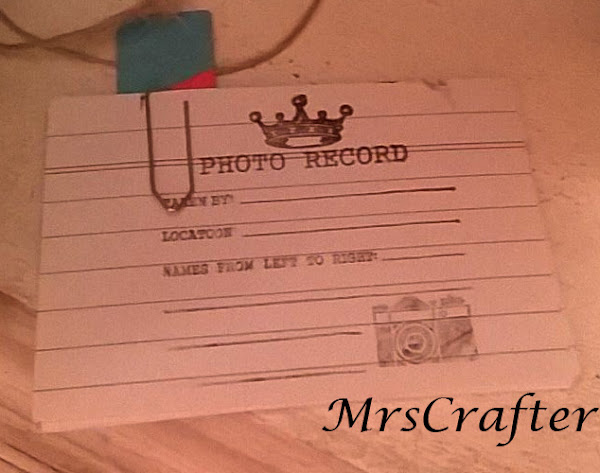 PHOTO RECORD
TAKEN BY:
LOCATOON:
NAMES FROM LEFT TO RIGHT:
MrsCrafter